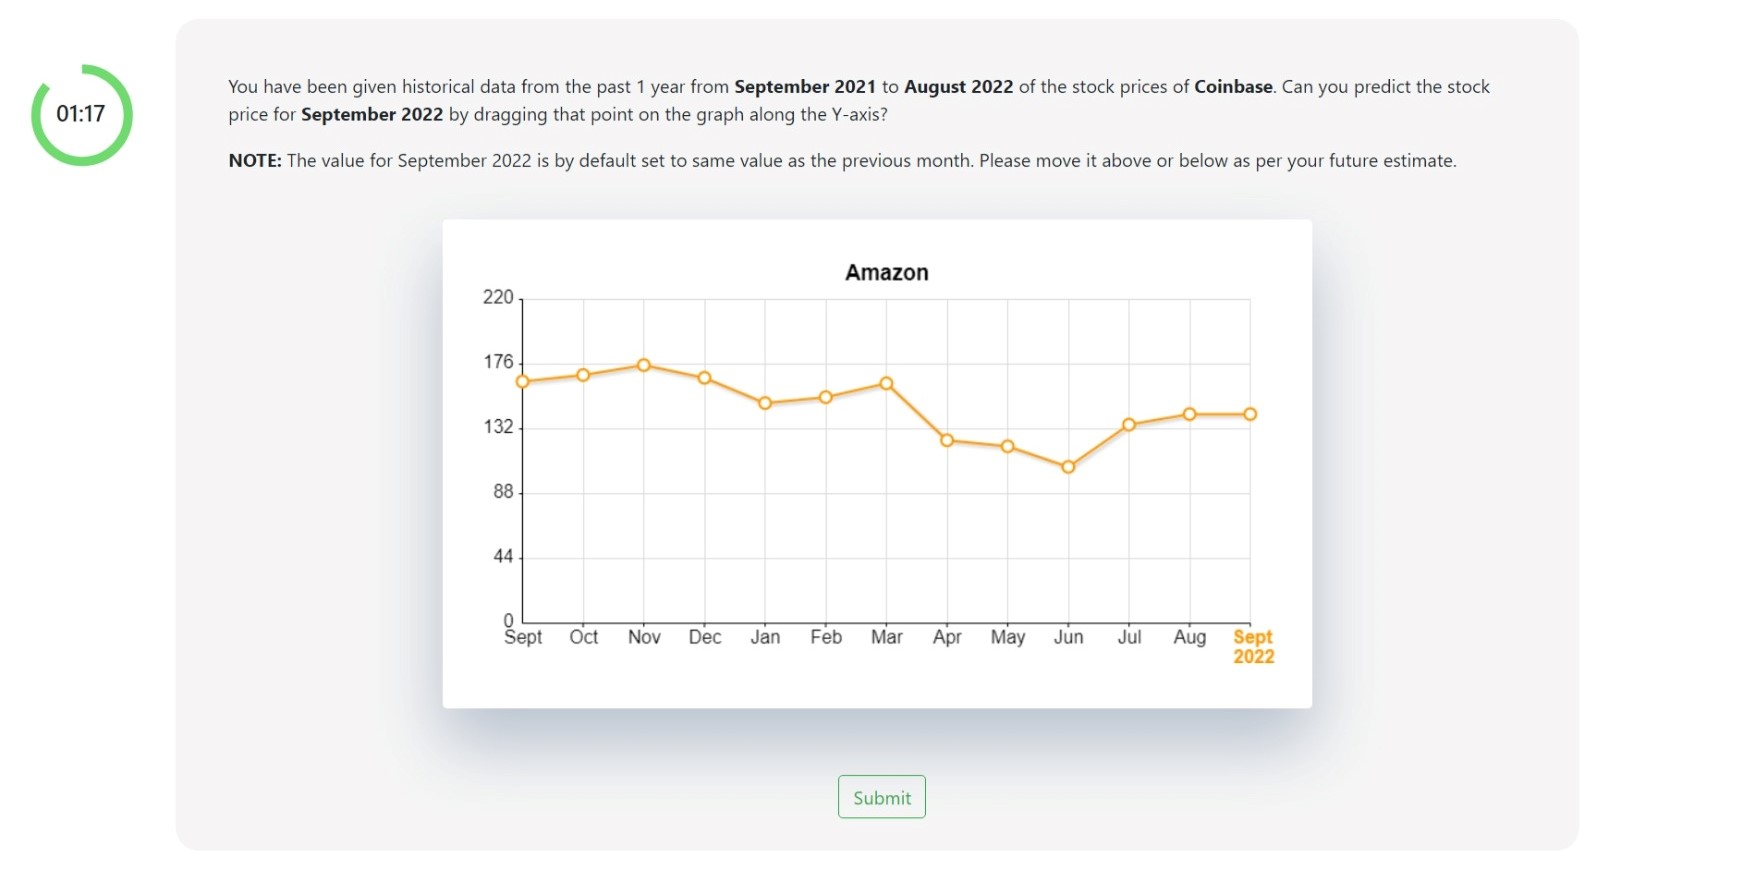 01:17
You have been given historical data from the past 1 year from September 2021 to August 2022 of the stock prices of Coinbase. Can you predict the stock
price for September 2022 by dragging that point on the graph along the Y-axis?
NOTE: The value for September 2022 is by default set to same value as the previous month. Please move it above or below as per your future estimate.
Amazon
220
176
132
88
44
0
Sept Oct Nov Dec Jan Feb Mar Apr May Jun Jul Aug Sept
2022
Submit